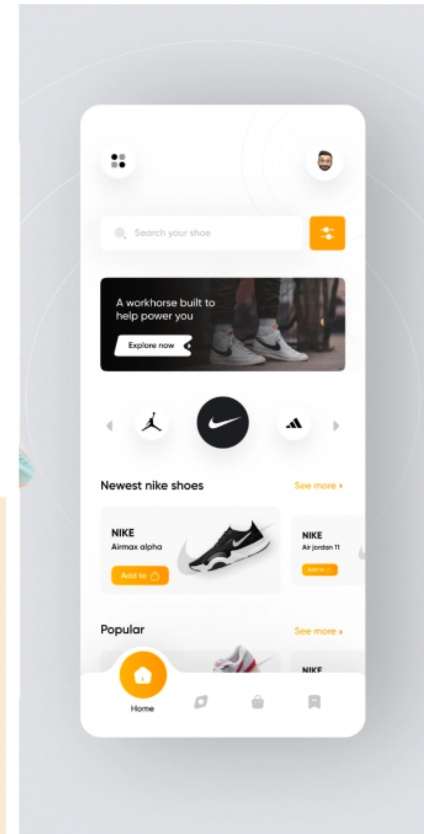 Search your shoe
A workhorse built to
help power you
Explore now
Newest nike shoes
See more
NIKE
Airmax alpha
Add to
NIKE
Air jordan 11
Add to
Popular
See more
NIKE
Home